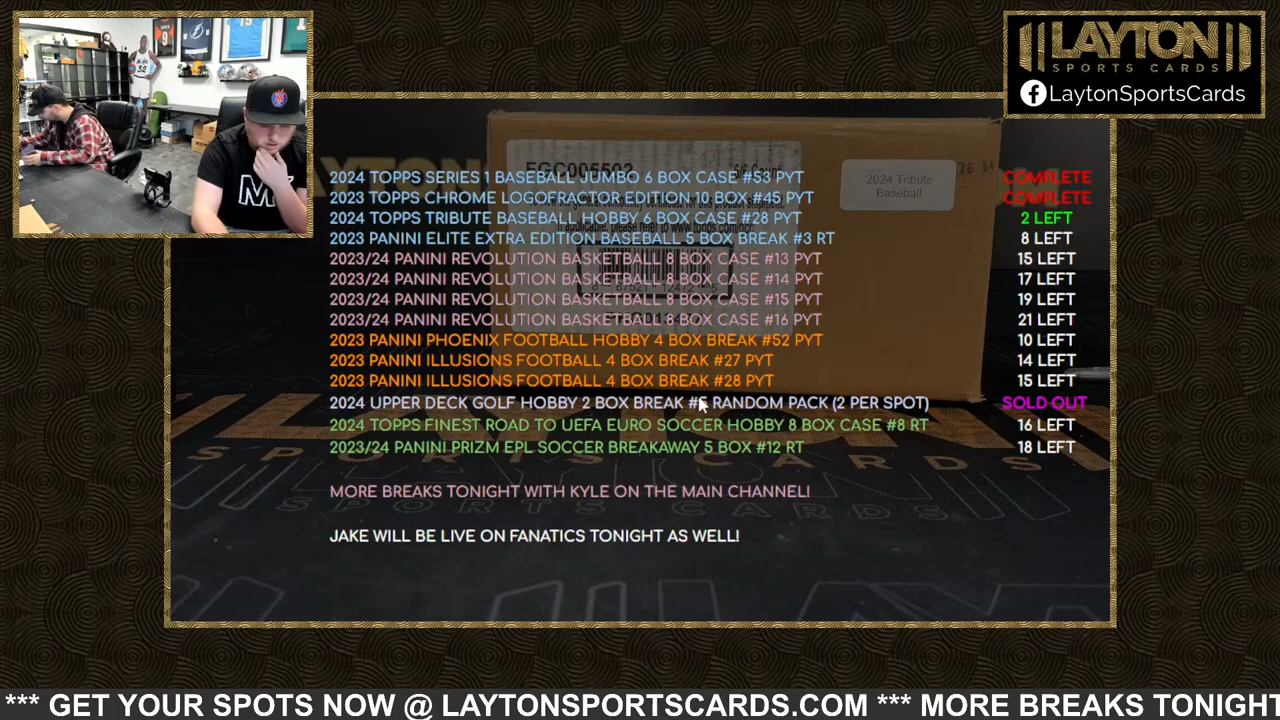 LAYTON
SPORTS CARDS
LaytonSportsCards
2024 Tribute
Baseball
2024 TOPPS SERIES 1 BASEBALL JUMBO 6 BOX CASE #53 PYT COMPLETE
2023 TOPPS CHROME LOGOFRACTOR EDITION 10 BOX #45 PYT COMPLETE
2024 TOPPS TRIBUTE BASEBALL HOBBY 6 BOX CASE #28 PYT 2 LEFT
2023 PANINI ELITE EXTRA EDITION BASEBALL 5 BOX BREAK #3 RT 8 LEFT
2023/24 PANINI REVOLUTION BASKETBALL 8 BOX CASE #13 PYT 15 LEFT
2023/24 PANINI REVOLUTION BASKETBALL 8 BOX CASE #14 PYT 17 LEFT
2023/24 PANINI REVOLUTION BASKETBALL 8 BOX CASE #15 PYT 19 LEFT
2023/24 PANINI REVOLUTION BASKETBALL 8 BOX CASE #16 PYT 21 LEFT
2023 PANINI PHOENIX FOOTBALL HOBBY 4 BOX BREAK #52 PYT 10 LEFT
2023 PANINI ILLUSIONS FOOTBALL 4 BOX BREAK #27 PYT 14 LEFT
2023 PANINI ILLUSIONS FOOTBALL 4 BOX BREAK #28 PYT 15 LEFT
2024 UPPER DECK GOLF HOBBY 2 BOX BREAK RANDOM PACK (2 PER SPOT) SOLD OUT
2024 TOPPS FINEST ROAD TO UEFA EURO SOCCER HOBBY 8 BOX CASE #8 RT 16 LEFT
2023/24 PANINI PRIZM EPL SOCCER BREAKAWAY 5 BOX #12 RT 18 LEFT
MORE BREAKS TONIGHT WITH KYLE ON THE MAIN CHANNEL!
JAKE WILL BE LIVE ON FANATICS TONIGHT AS WELL!
*** GET YOUR SPOTS NOW @ LAYTONSPORTSCARDS.COM *** MORE BREAKS TONIGHT